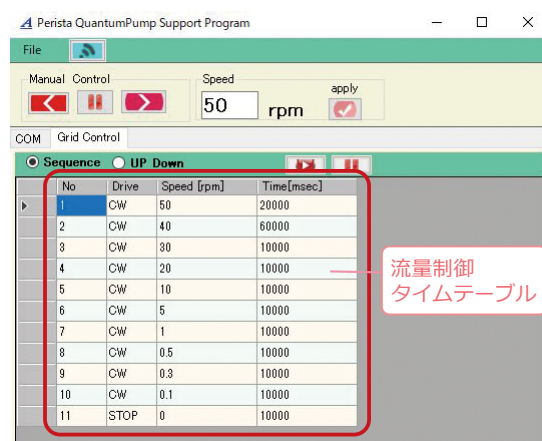 Perista QuantumPump Support Program
File
Manual Control
Speed
50
rpm
apply
COM Grid Control
Sequence UP Down
No Drive Speed [rpm] Time[msec]
1 CW 50 20000
2 CW 40 60000
3 CW 30 10000
4 CW 20 10000
5 CW 10 10000
6 CW 5 10000
7 CW 1 10000
8 CW 0.5 10000
9 CW 0.3 10000
10 CW 0.1 10000
11 STOP 0 10000
流量制御
タイムテーブル